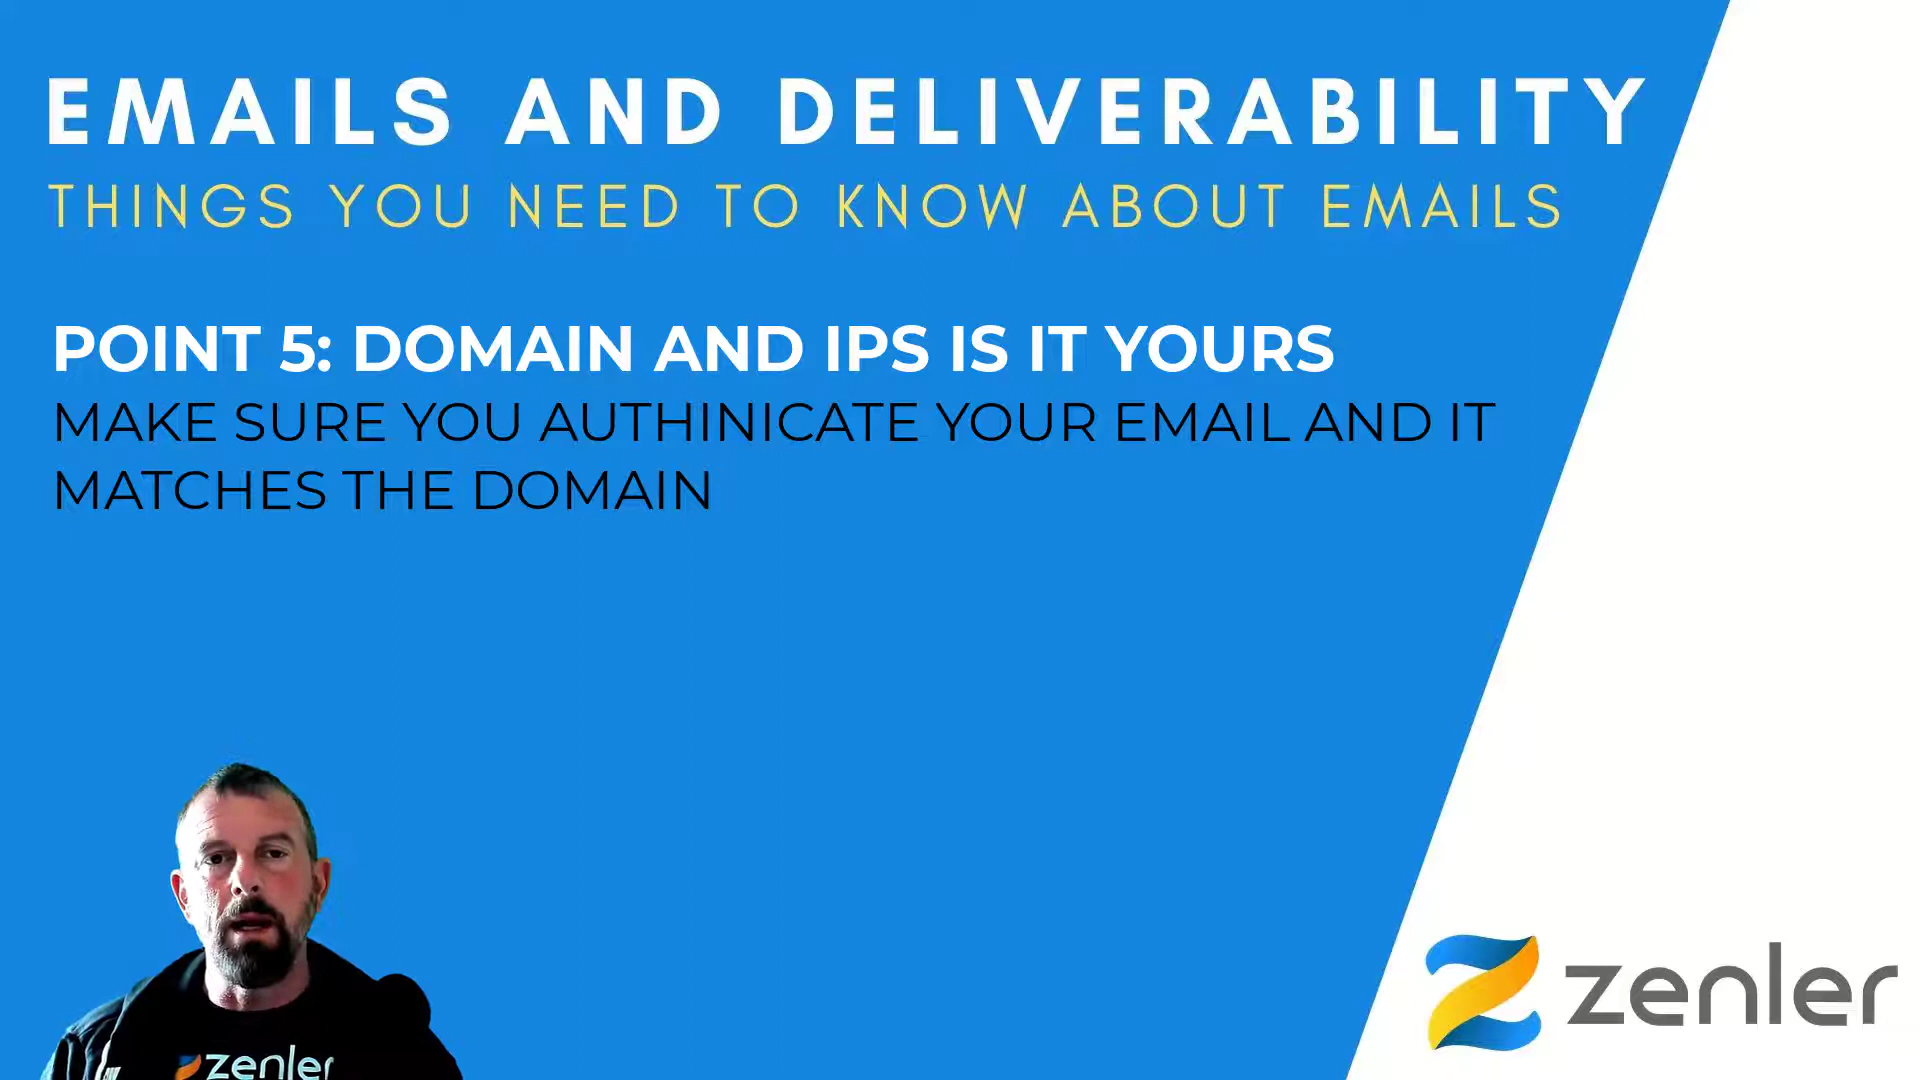 EMAILS AND DELIVERABILITY
THINGS YOU NEED TO KNOW ABOUT EMAILS
POINT 5: DOMAIN AND IPS IS IT YOURS
MAKE SURE YOU AUTHINICATE YOUR EMAIL AND IT
MATCHES THE DOMAIN
zenler
zenler